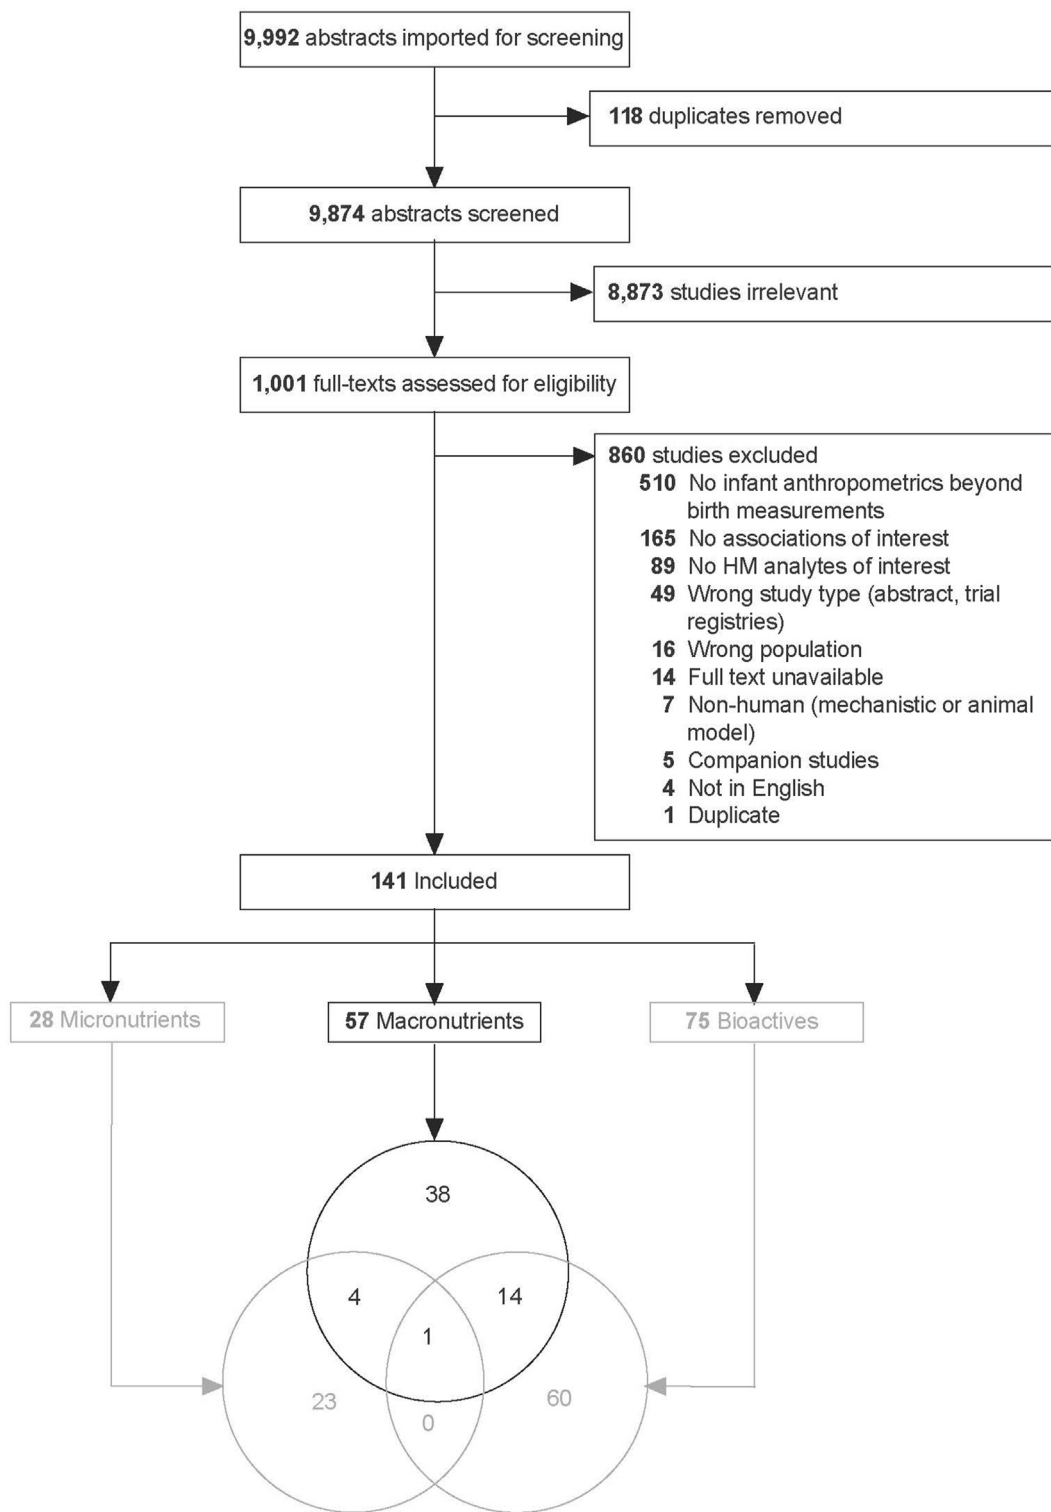 9,992 abstracts imported for screening
118 duplicates removed
9,874 abstracts screened
8,873 studies irrelevant
1,001 full-texts assessed for eligibility
860 studies excluded
510 No infant anthropometrics beyond
birth measurements
165 No associations of interest
89 No HM analytes of interest
49 Wrong study type (abstract, trial
registries)
16 Wrong population
14 Full text unavailable
7 Non-human (mechanistic or animal
model)
5 Companion studies
4 Not in English
1 Duplicate
141 Included
28 Micronutrients
57 Macronutrients
75 Bioactives
38
4
14
1
23
60
0